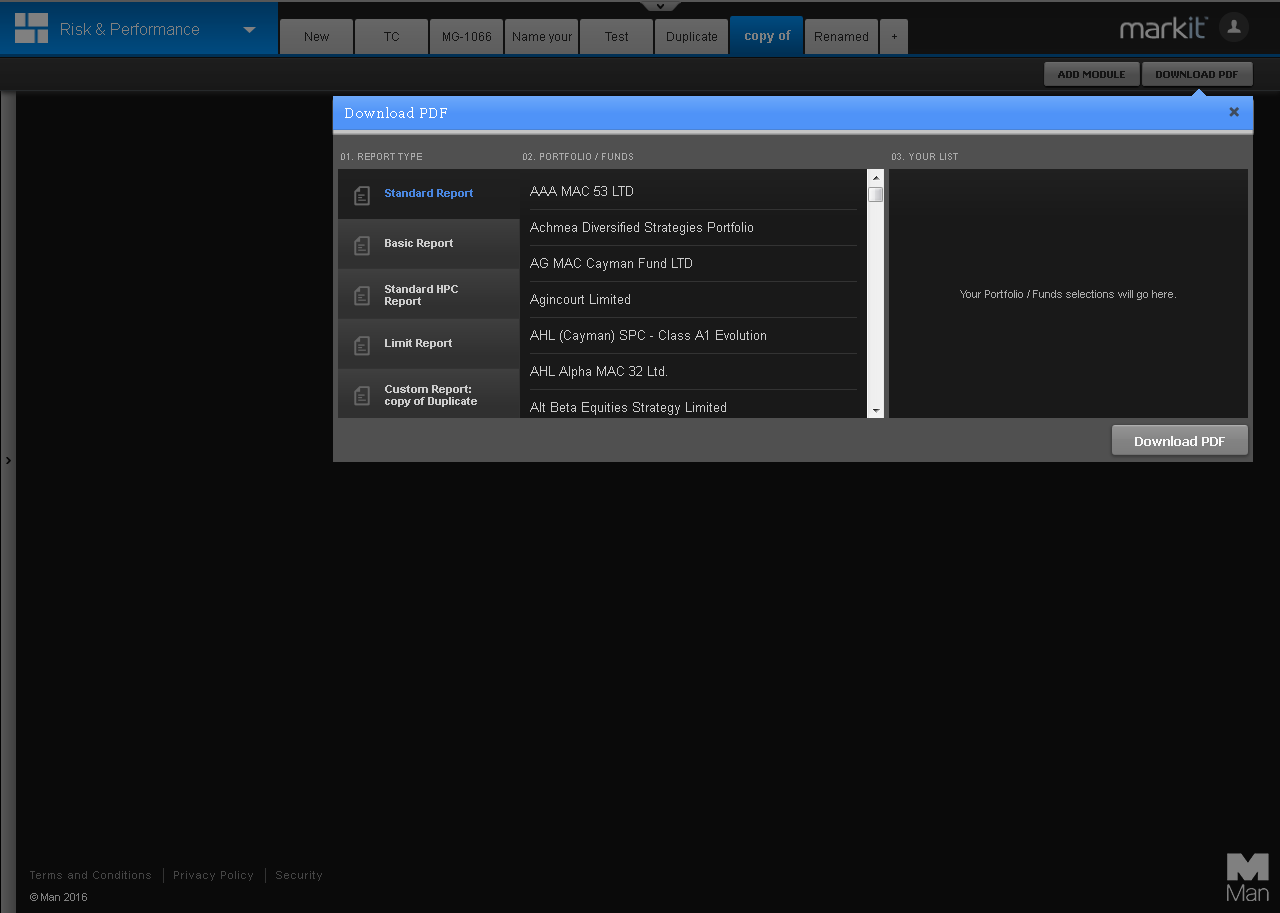 Risk & Performance
New
TC
MG-1066
Name your
Test
Duplicate
copy of
Renamed
+
markit
ADD MODULE
DOWNLOAD PDF
Download PDF
01. REPORT TYPE
02. PORTFOLIO / FUNDS
03. YOUR LIST
Standard Report
Basic Report
Standard HPC
Report
Limit Report
Custom Report:
copy of Duplicate
AAA MAC 53 LTD
Achmea Diversified Strategies Portfolio
AG MAC Cayman Fund LTD
Agincourt Limited
AHL (Cayman) SPC - Class A1 Evolution
AHL Alpha MAC 32 Ltd.
Alt Beta Equities Strategy Limited
Your Portfolio / Funds selections will go here.
Download PDF
Terms and Conditions
Privacy Policy
Security
© Man 2016
Man